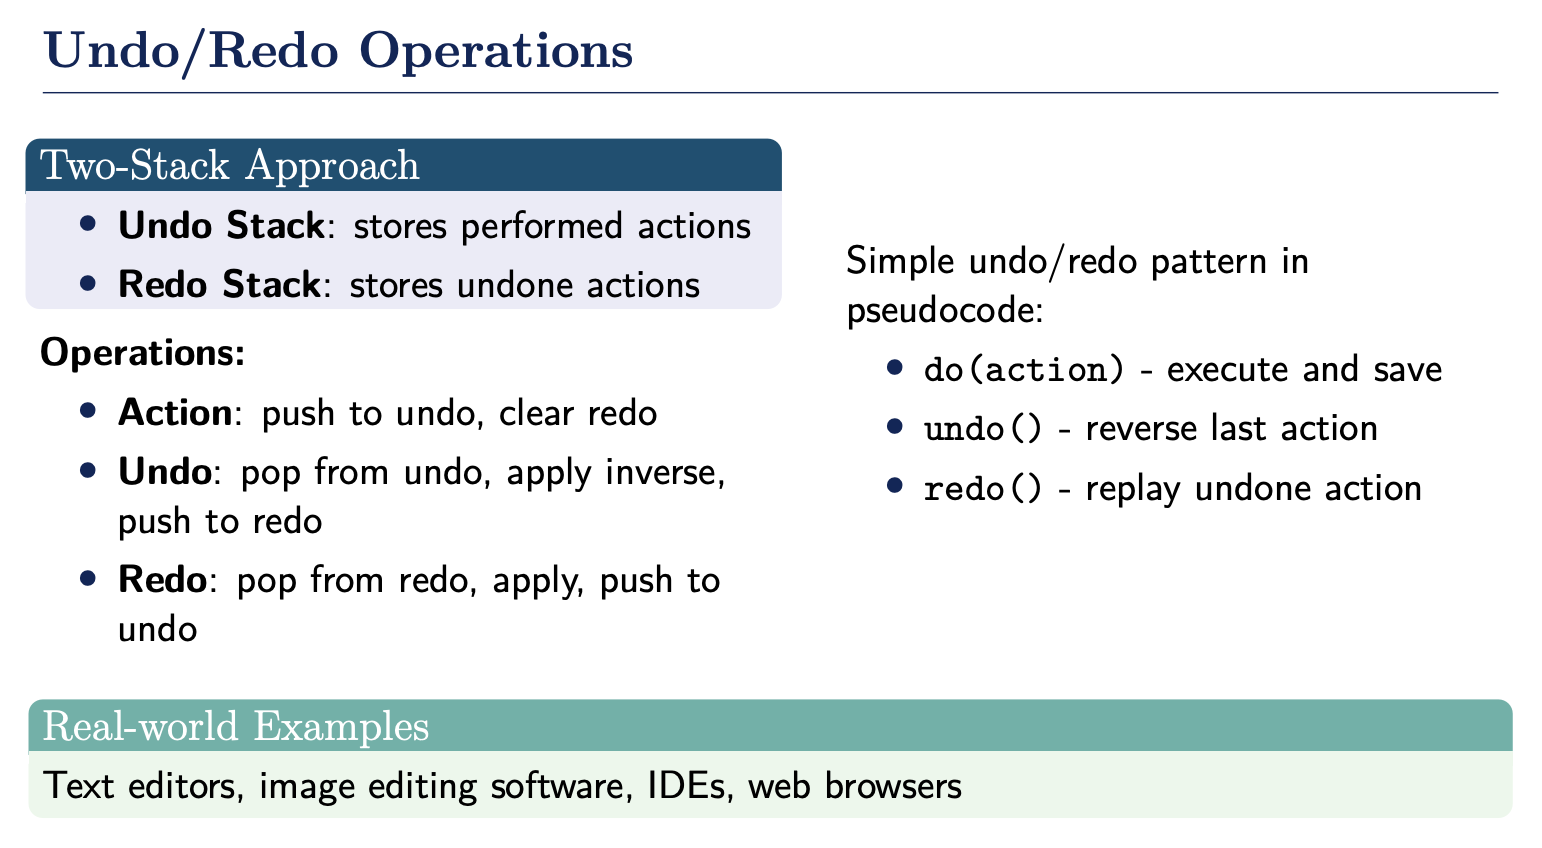 Undo/Redo Operations
Two-Stack Approach
• Undo Stack: stores performed actions
• Redo Stack: stores undone actions
Operations:
• Action: push to undo, clear redo
• Undo: pop from undo, apply inverse,
push to redo
• Redo: pop from redo, apply, push to
undo
Simple undo/redo pattern in
pseudocode:
• do(action) - execute and save
• undo() - reverse last action
• redo() - replay undone action
Real-world Examples
Text editors, image editing software, IDEs, web browsers